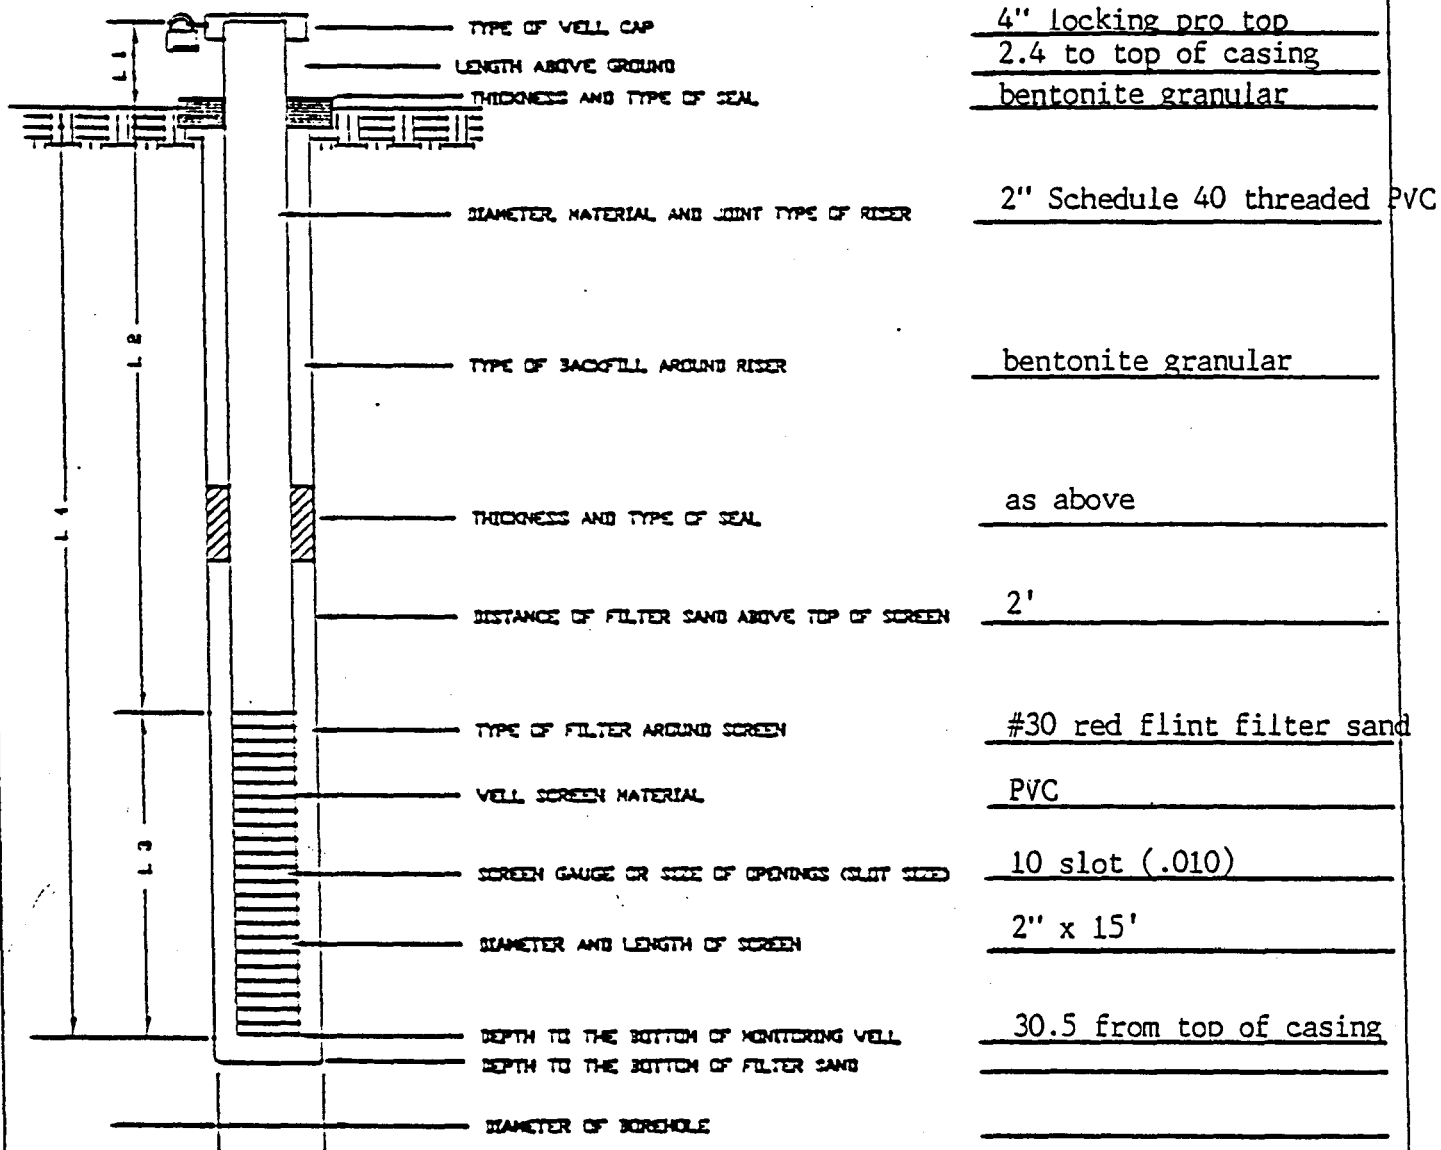 TYPE OF WELL CAP 4" locking pro top
LENGTH ABOVE GROUND 2.4 to top of casing
THICKNESS AND TYPE OF SEAL bentonite granular
L 1
DIAMETER, MATERIAL AND JOINT TYPE OF RISER 2" Schedule 40 threaded PVC
L 2
TYPE OF BACKFILL AROUND RISER bentonite granular
L 4
THICKNESS AND TYPE OF SEAL as above
DISTANCE OF FILTER SAND ABOVE TOP OF SCREEN 2'
TYPE OF FILTER AROUND SCREEN #30 red flint filter sand
WELL SCREEN MATERIAL PVC
L 3
SCREEN GAUGE OR SIZE OF OPENINGS (SLOT SIZE) 10 slot (.010)
DIAMETER AND LENGTH OF SCREEN 2" x 15'
DEPTH TO THE BOTTOM OF MONITORING WELL 30.5 from top of casing
DEPTH TO THE BOTTOM OF FILTER SAND
DIAMETER OF BOREHOLE